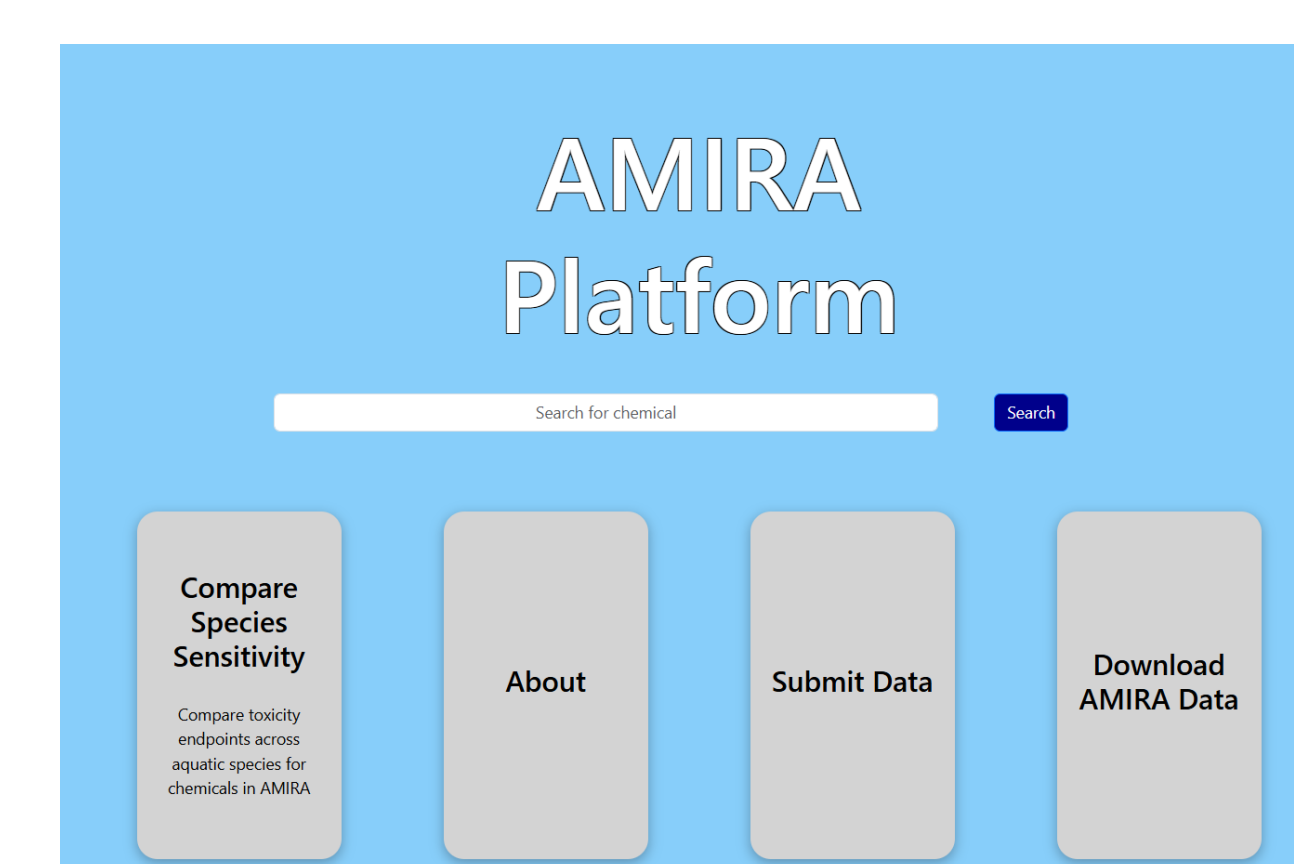 AMIRA
Platform
Search for chemical
Search
Compare
Species
Sensitivity
Compare toxicity
endpoints across
aquatic species for
chemicals in AMIRA
About
Submit Data
Download
AMIRA Data